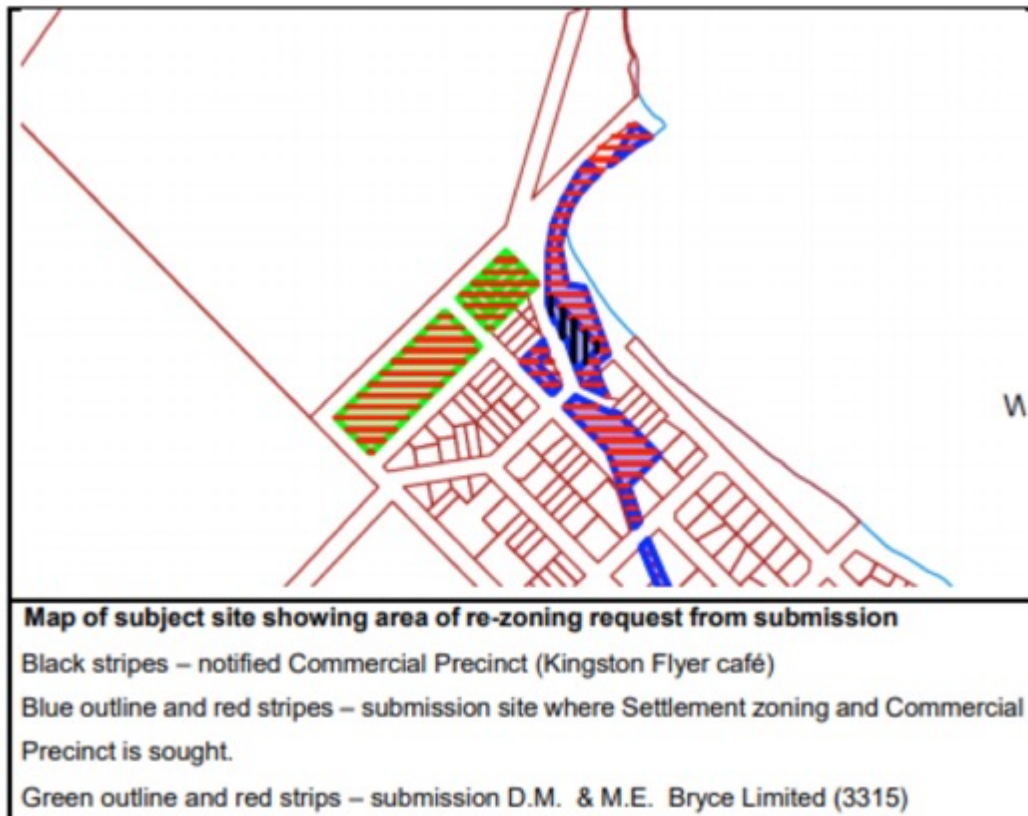 Map of subject site showing area of re-zoning request from submission
Black stripes – notified Commercial Precinct (Kingston Flyer café)
Blue outline and red stripes – submission site where Settlement zoning and Commercial
Precinct is sought.
Green outline and red strips – submission D.M. & M.E. Bryce Limited (3315)